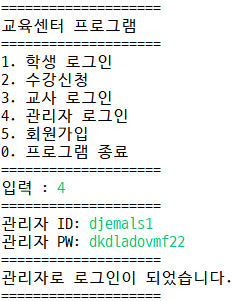 ====================
교육센터 프로그램
====================
1. 학생 로그인
2. 수강신청
3. 교사 로그인
4. 관리자 로그인
5. 회원가입
0. 프로그램 종료
====================
입력 : 4
====================
관리자 ID: djemals1
관리자 PW: dkdladovmf22
====================
관리자로 로그인이 되었습니다.
====================